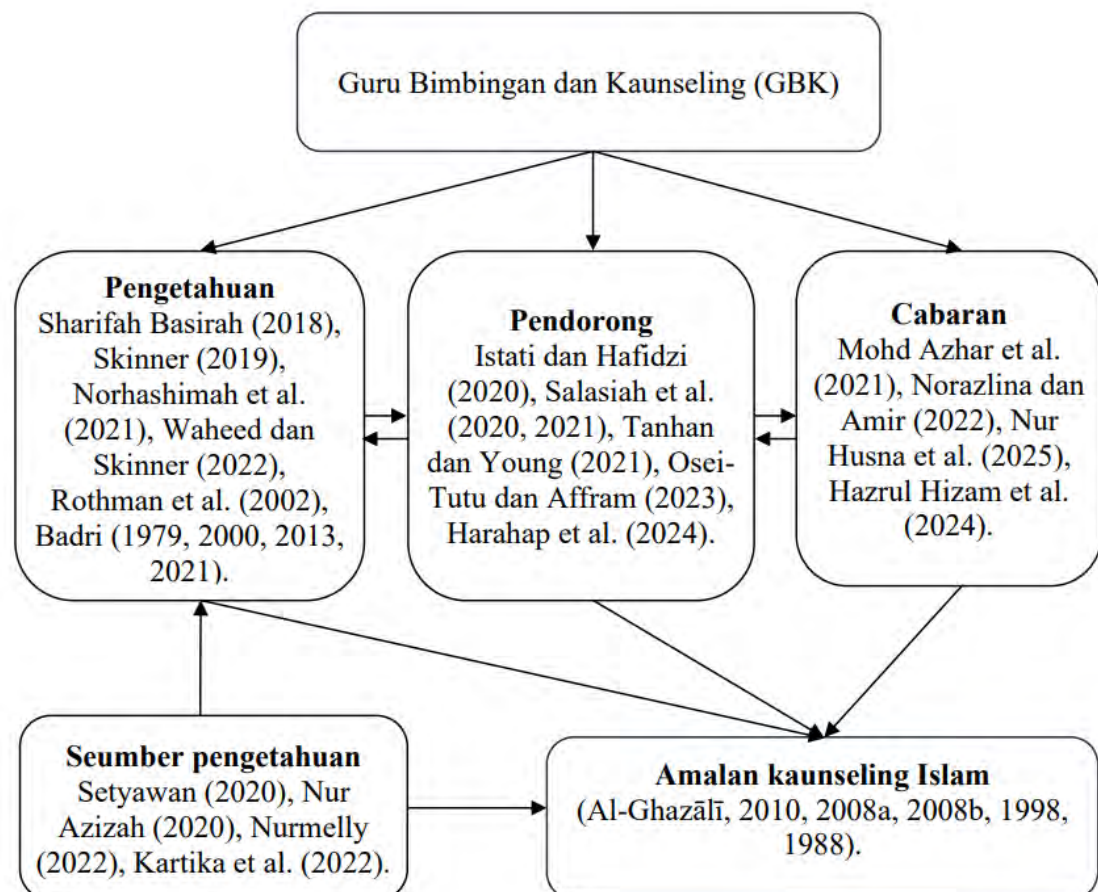 Guru Bimbingan dan Kaunseling (GBK)
Pengetahuan
Sharifah Basirah (2018),
Skinner (2019),
Norhashimah et al.
(2021), Waheed dan
Skinner (2022),
Rothman et al. (2002),
Badri (1979, 2000, 2013,
2021).
Pendorong
Istati dan Hafidzi
(2020), Salasiah et al.
(2020, 2021), Tanhan
dan Young (2021), Osei-
Tutu dan Affram (2023),
Harahap et al. (2024).
Cabaran
Mohd Azhar et al.
(2021), Norazlina dan
Amir (2022), Nur
Husna et al. (2025),
Hazrul Hizam et al.
(2024).
Seumber pengetahuan
Setyawan (2020), Nur
Azizah (2020), Nurmelly
(2022), Kartika et al. (2022).
Amalan kaunseling Islam
(Al-Ghazālī, 2010, 2008a, 2008b, 1998,
1988).